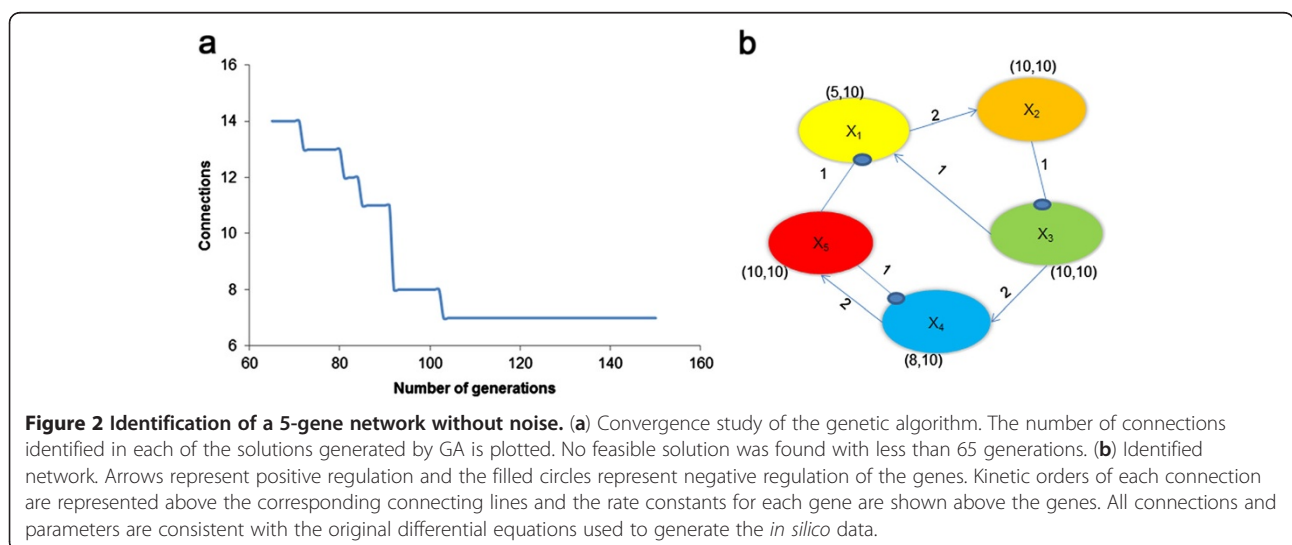 a
16
14
12
10
8
6
Connections
60
80
100
120
140
160
Number of generations
b
(10,10)
(5,10)
X2
X1
2
1
1
1
X5
X3
(10,10)
(10,10)
1
2
2
X4
(8,10)
Figure 2 Identification of a 5-gene network without noise. (a) Convergence study of the genetic algorithm. The number of connections
identified in each of the solutions generated by GA is plotted. No feasible solution was found with less than 65 generations. (b) Identified
network. Arrows represent positive regulation and the filled circles represent negative regulation of the genes. Kinetic orders of each connection
are represented above the corresponding connecting lines and the rate constants for each gene are shown above the genes. All connections and
parameters are consistent with the original differential equations used to generate the in silico data.